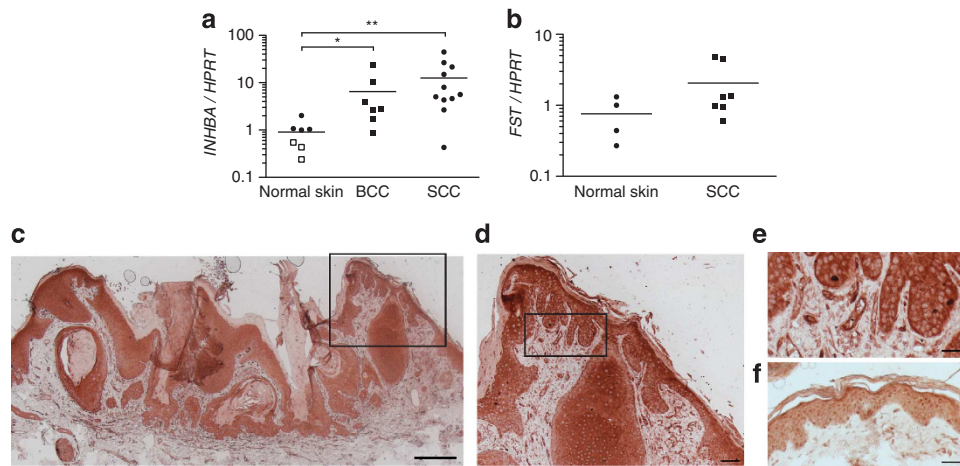 a
INHBA / HPRT
100
10
1
0.1
*
**
Normal skin
BCC
SCC
b
FST / HPRT
10
1
0.1
Normal skin
SCC
c
d
e
f